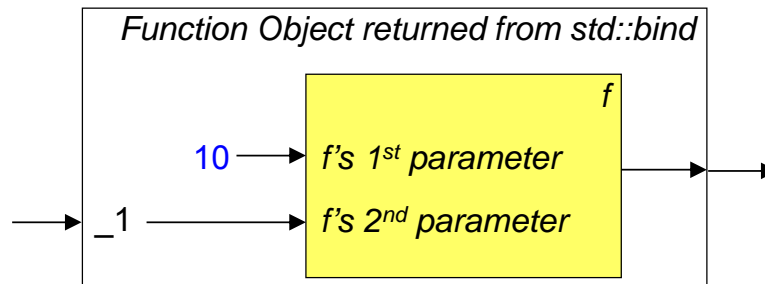 Function Object returned from std::bind
f
10 f's 1st parameter
_1 f's 2nd parameter